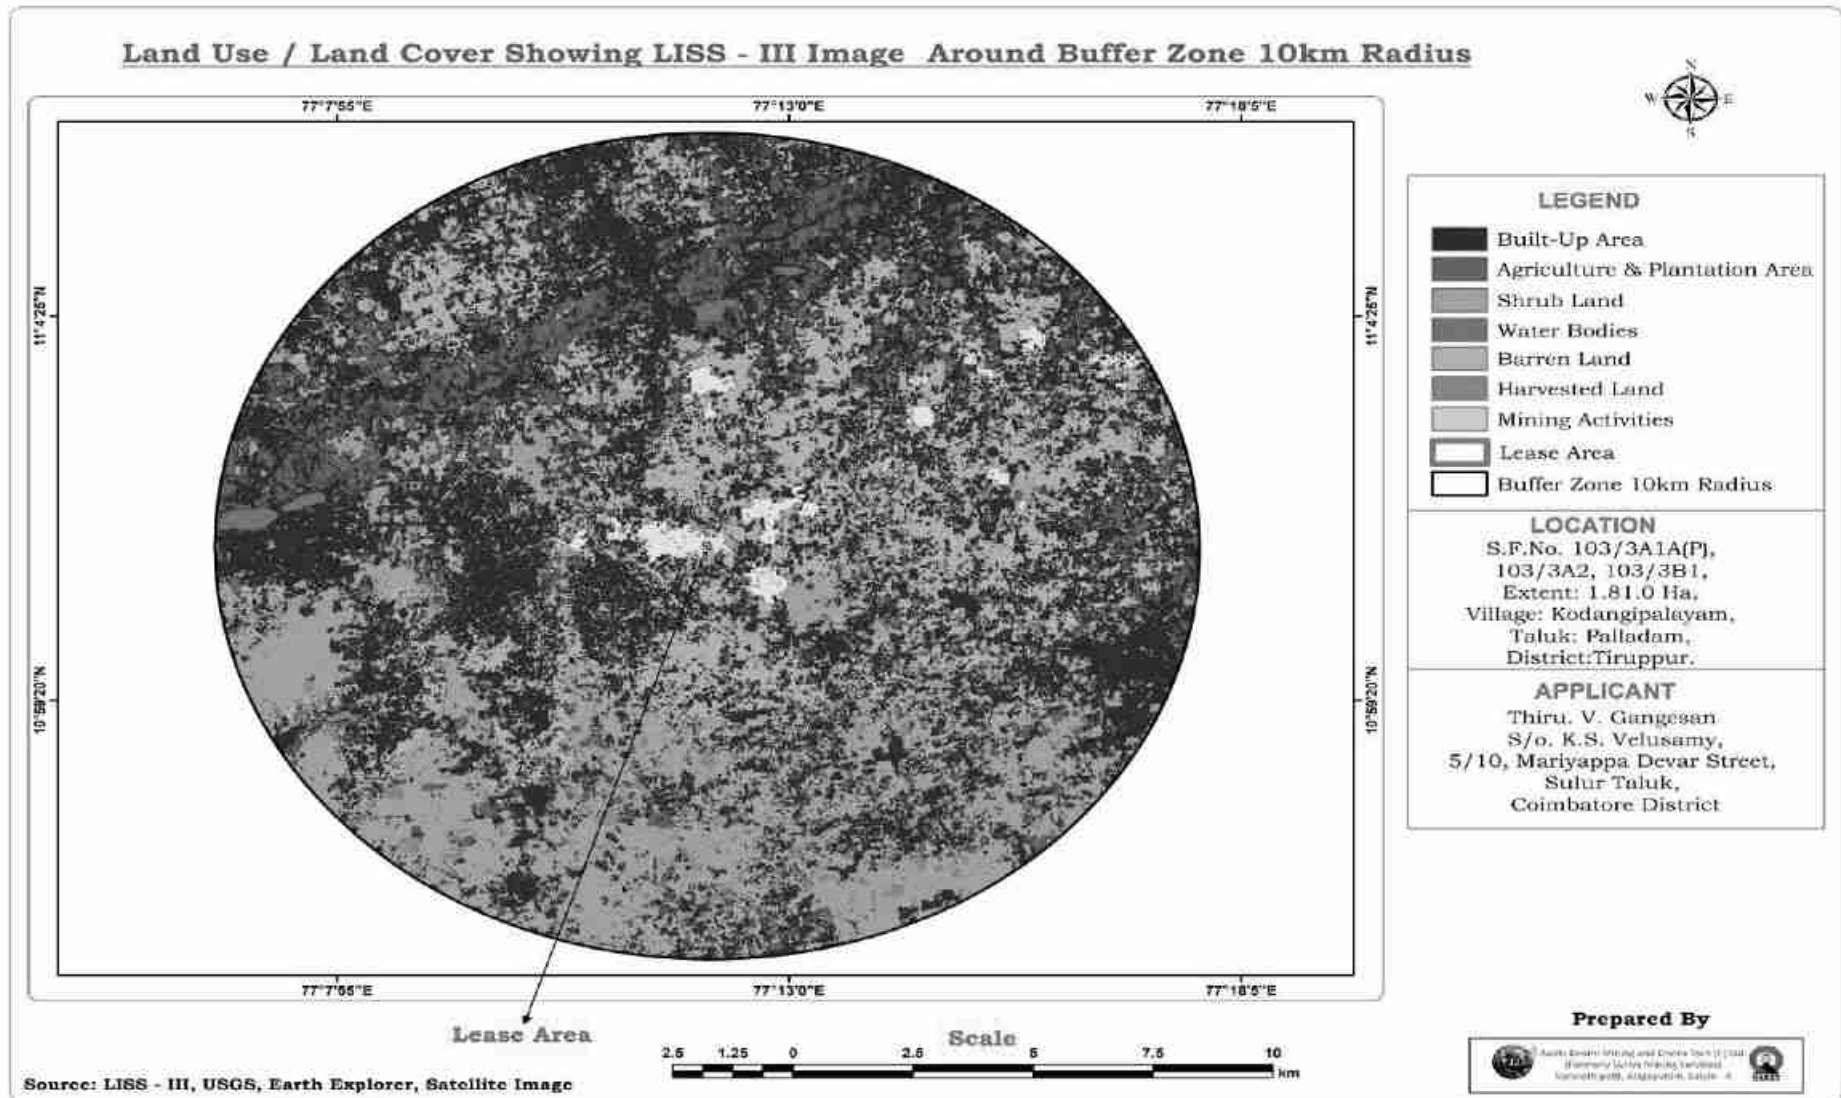 Land Use / Land Cover Showing LISS - III Image Around Buffer Zone 10km Radius
N
W E
S
77°7'55"E 77°13'0"E 77°18'5"E
11°4'25"N 11°4'25"N
10°59'20"N 10°59'20"N
77°7'55"E 77°13'0"E 77°18'5"E
LEGEND
Built-Up Area
Agriculture & Plantation Area
Shrub Land
Water Bodies
Barren Land
Harvested Land
Mining Activities
Lease Area
Buffer Zone 10km Radius
LOCATION
S.F.No. 103/3A1A(P),
103/3A2, 103/3B1,
Extent: 1.81.0 Ha,
Village: Kodangipalayam,
Taluk: Palladam,
District:Tiruppur.
APPLICANT
Thiru. V. Gangesan
S/o. K.S. Velusamy,
5/10, Mariyappa Devar Street,
Sulur Taluk,
Coimbatore District
Lease Area
Scale
2.5 1.25 0 2.5 5 7.5 10
km
Source: LISS - III, USGS, Earth Explorer, Satellite Image
Prepared By